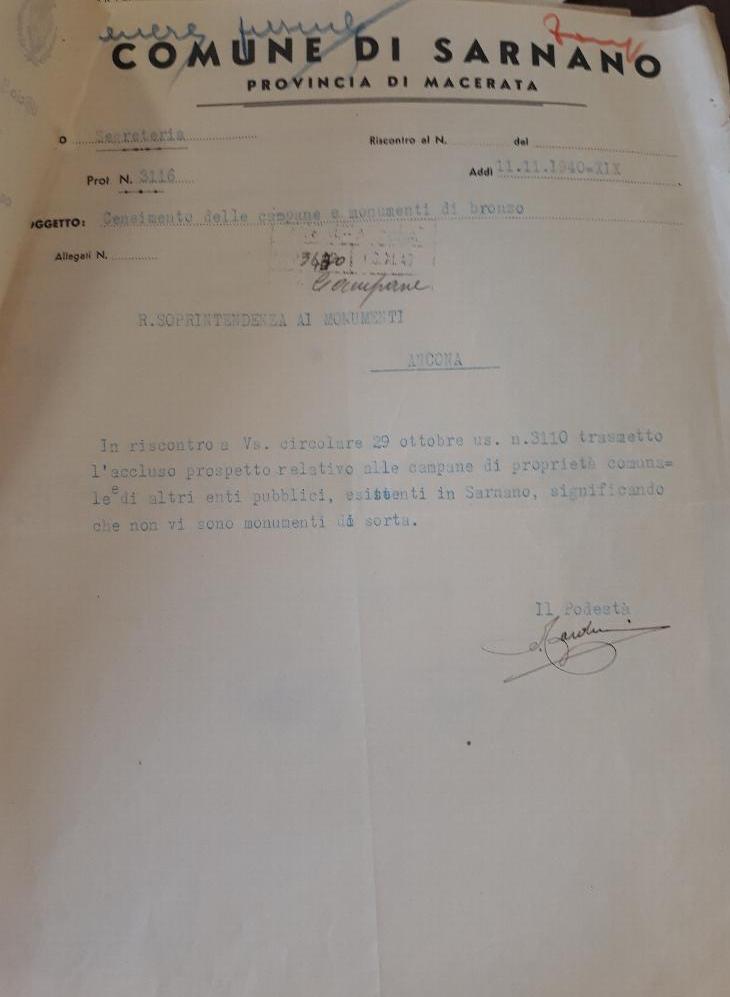 COMUNE DI SARNANO
PROVINCIA DI MACERATA
O Segreteria
Riscontro al N. del
Prot N. 3116
Addì 11.11.1940=XIX
OGGETTO: Censimento delle campane e monumenti di bronzo
Allegati N.
Campane
R.SOPRINTENDENZA AI MONUMENTI
ANCONA
In riscontro a Vs. circolare 29 ottobre us. n.3110 trasmetto
l'accluso prospetto relativo alle campane di proprietà comuna=
le e di altri enti pubblici, esistenti in Sarnano, significando
che non vi sono monumenti di sorta.
Il Podestà